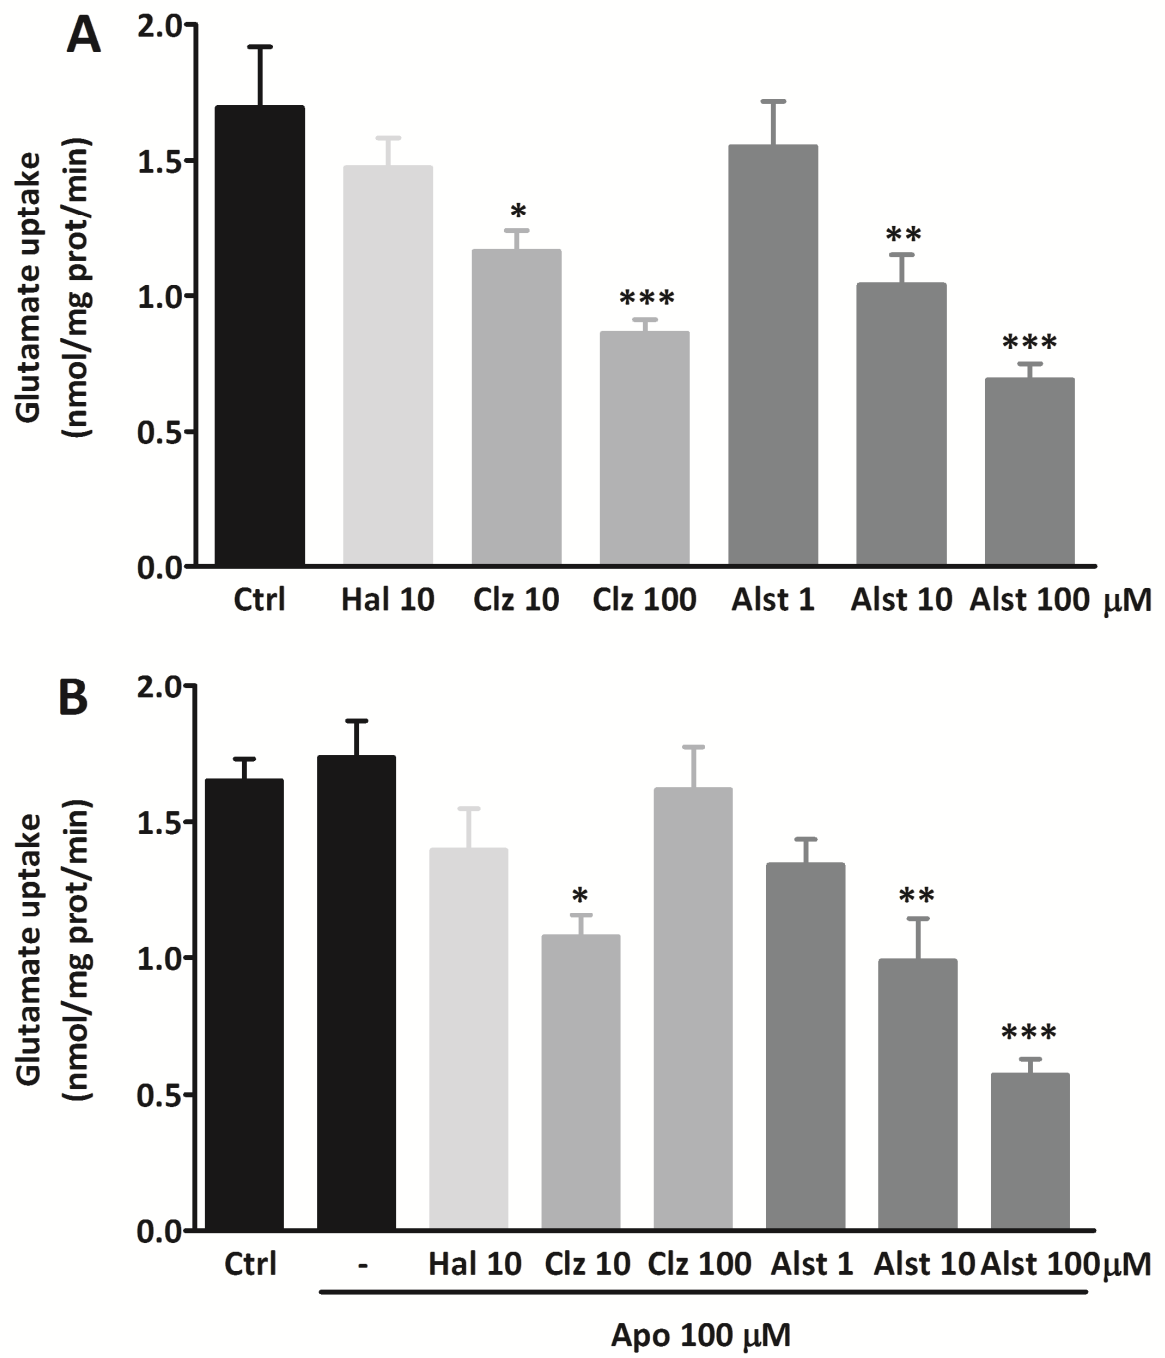 A
Glutamate uptake
(nmol/mg prot/min)
2.0
1.5
1.0
0.5
0.0
*
***
**
***
Ctrl Hal 10 Clz 10 Clz 100 Alst 1 Alst 10 Alst 100 μM
B
Glutamate uptake
(nmol/mg prot/min)
2.0
1.5
1.0
0.5
0.0
*
**
***
Ctrl - Hal 10 Clz 10 Clz 100 Alst 1 Alst 10 Alst 100 μM
Apo 100 μM